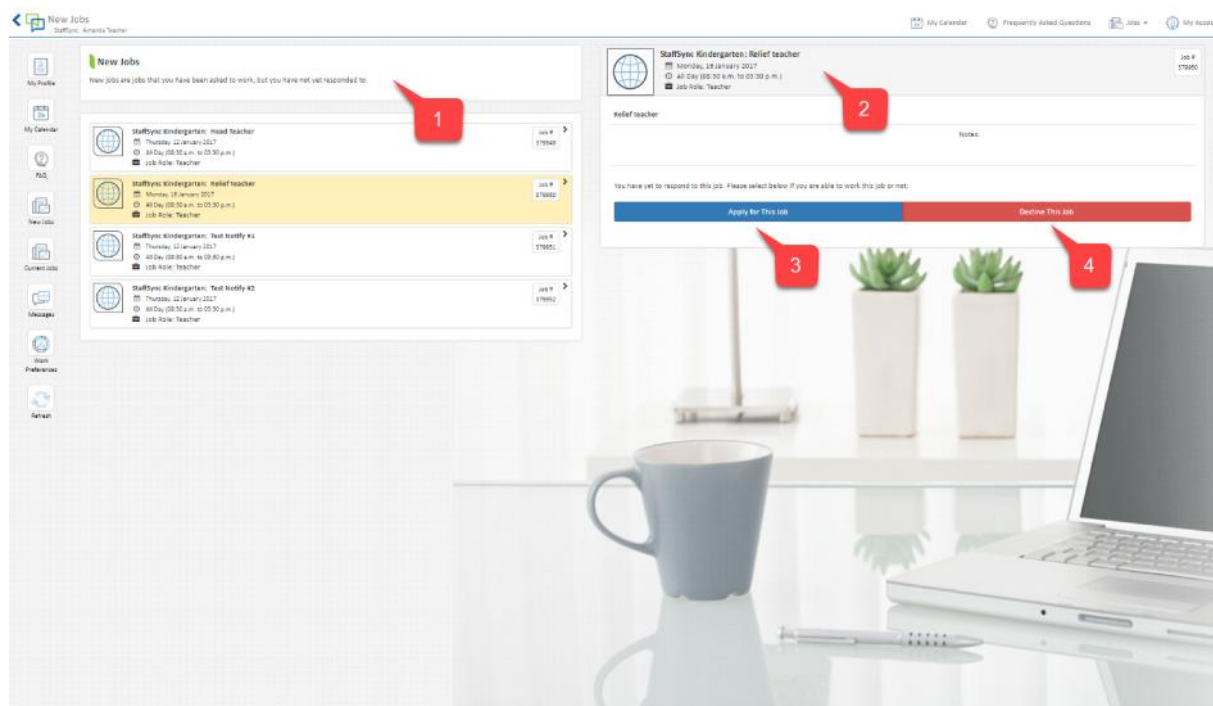 New Jobs
StaffSync: Amanda Teacher
My Calendar
Frequently Asked Questions
Jobs
My Account
My Profile
My Calendar
FAQ
New Jobs
Current Jobs
Messages
Work
Preferences
Refresh
New Jobs
New jobs are jobs that you have been asked to work, but you have not yet responded to.
1
StaffSync Kindergarten: Head Teacher
Thursday, 12 January 2017
All Day (08:30 a.m. to 03:30 p.m.)
Job Role: Teacher
Job #
StaffSync Kindergarten: Relief teacher
Monday, 16 January 2017
All Day (08:30 a.m. to 03:30 p.m.)
Job Role: Teacher
Job #
379950
StaffSync Kindergarten: Test Notify #1
Thursday, 12 January 2017
All Day (08:30 a.m. to 03:30 p.m.)
Job Role: Teacher
Job #
379951
StaffSync Kindergarten: Test Notify #2
Thursday, 12 January 2017
All Day (08:30 a.m. to 03:30 p.m.)
Job Role: Teacher
Job #
379952
StaffSync Kindergarten: Relief teacher
Monday, 16 January 2017
All Day (08:30 a.m. to 03:30 p.m.)
Job Role: Teacher
Job #
379950
2
Relief teacher
Notes:
You have yet to respond to this job. Please select below if you are able to work this job or not:
Apply for This Job
Decline This Job
3
4